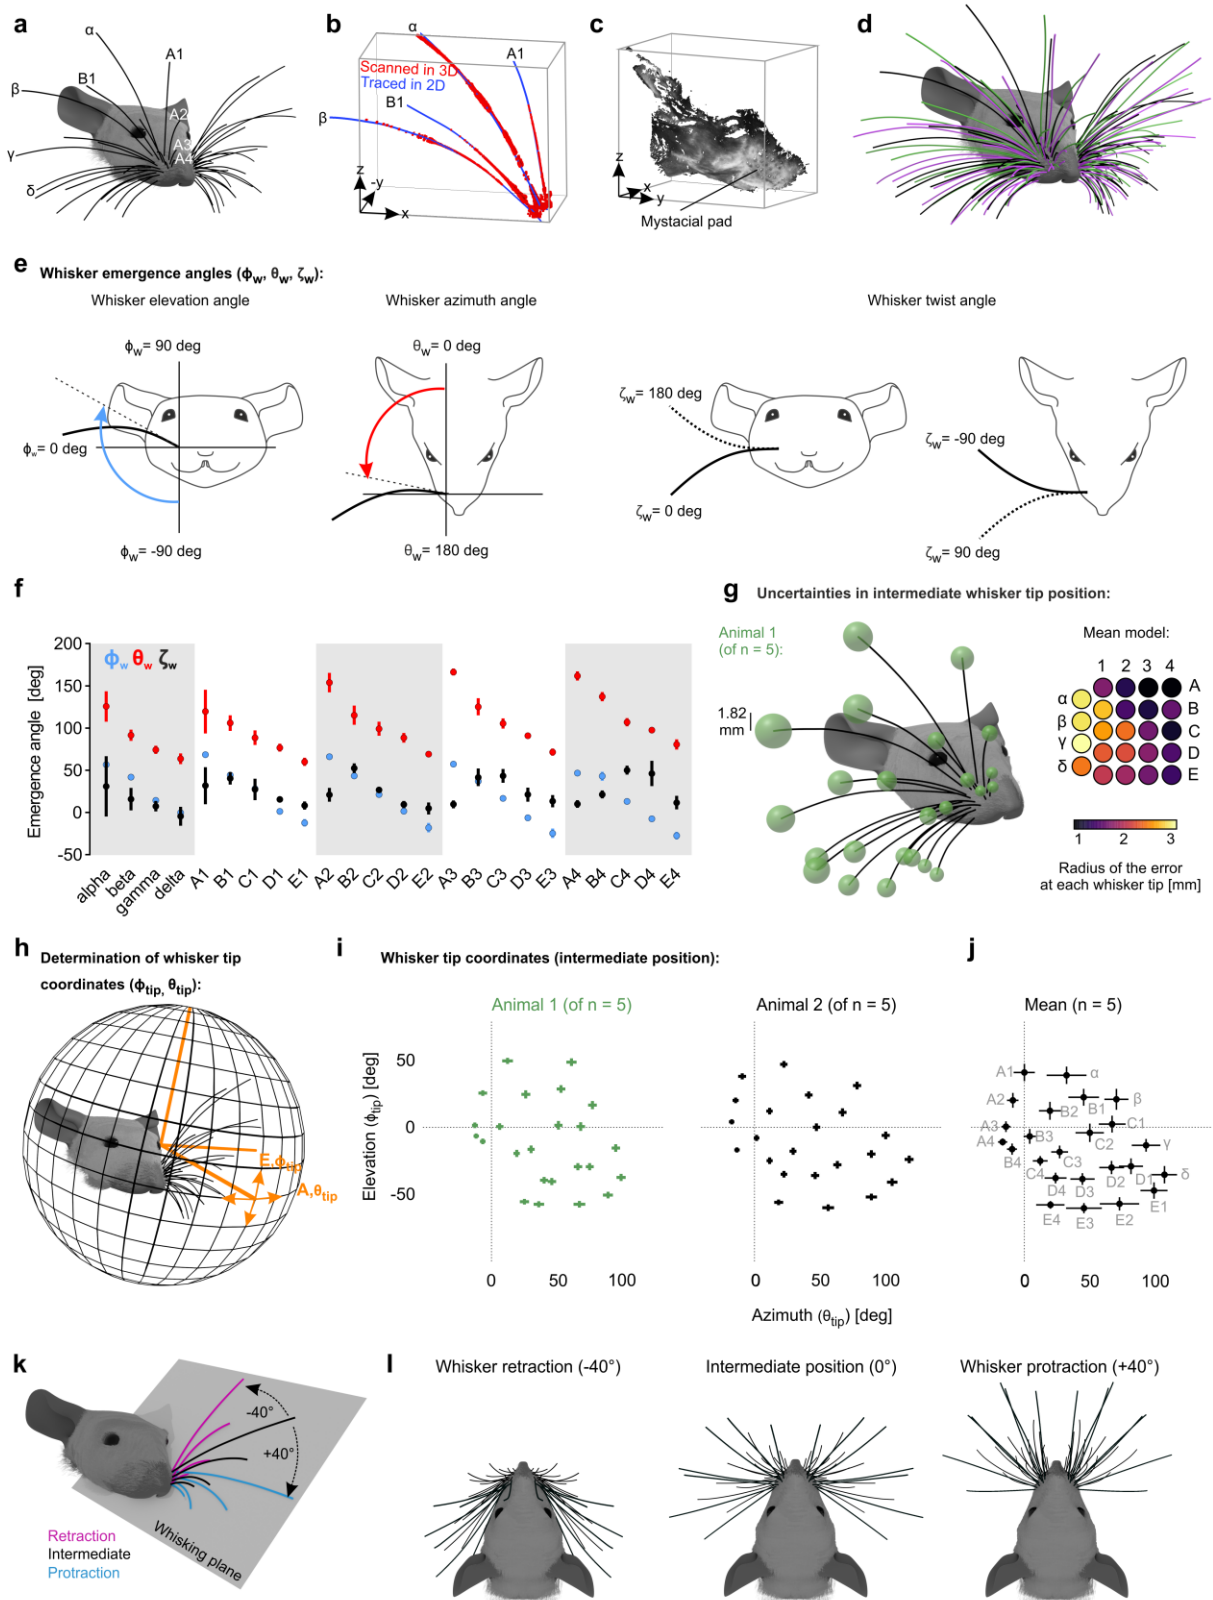 a
α
A1
B1
β
A2
A3
A4
γ
δ
b
α
A1
Scanned in 3D
Traced in 2D
B1
β
z
-y
x
c
z
x
y
Mystacial pad
d
e
Whisker emergence angles (ϕw, θw, ζw):
Whisker elevation angle
Whisker azimuth angle
Whisker twist angle
ϕw= 90 deg
θw= 0 deg
ζw= 180 deg
ζw= -90 deg
ϕw= 0 deg
ζw= 0 deg
ζw= 90 deg
ϕw= -90 deg
θw= 180 deg
f
ϕw θw ζw
Emergence angle [deg]
200
150
100
50
0
-50
alpha
beta
gamma
delta
A1
B1
C1
D1
E1
A2
B2
C2
D2
E2
A3
B3
C3
D3
E3
A4
B4
C4
D4
E4
g
Uncertainties in intermediate whisker tip position:
Animal 1
(of n = 5):
1.82
mm
Mean model:
1 2 3 4
A
B
C
D
E
α
β
γ
δ
1 2 3
Radius of the error
at each whisker tip [mm]
h
Determination of whisker tip
coordinates (ϕtip, θtip):
E,ϕtip
A,θtip
i
Whisker tip coordinates (intermediate position):
Animal 1 (of n = 5)
Animal 2 (of n = 5)
Elevation (ϕtip) [deg]
50
0
-50
0 50 100
0 50 100
Azimuth (θtip) [deg]
j
Mean (n = 5)
A1
α
A2
B2
B1
β
A3
B3
C1
A4
C2
γ
B4
C3
C4
D2
D1
δ
D4
D3
E1
E4
E3
E2
0 50 100
k
-40°
+40°
Retraction
Intermediate
Protraction
Whisking plane
l
Whisker retraction (-40°)
Intermediate position (0°)
Whisker protraction (+40°)